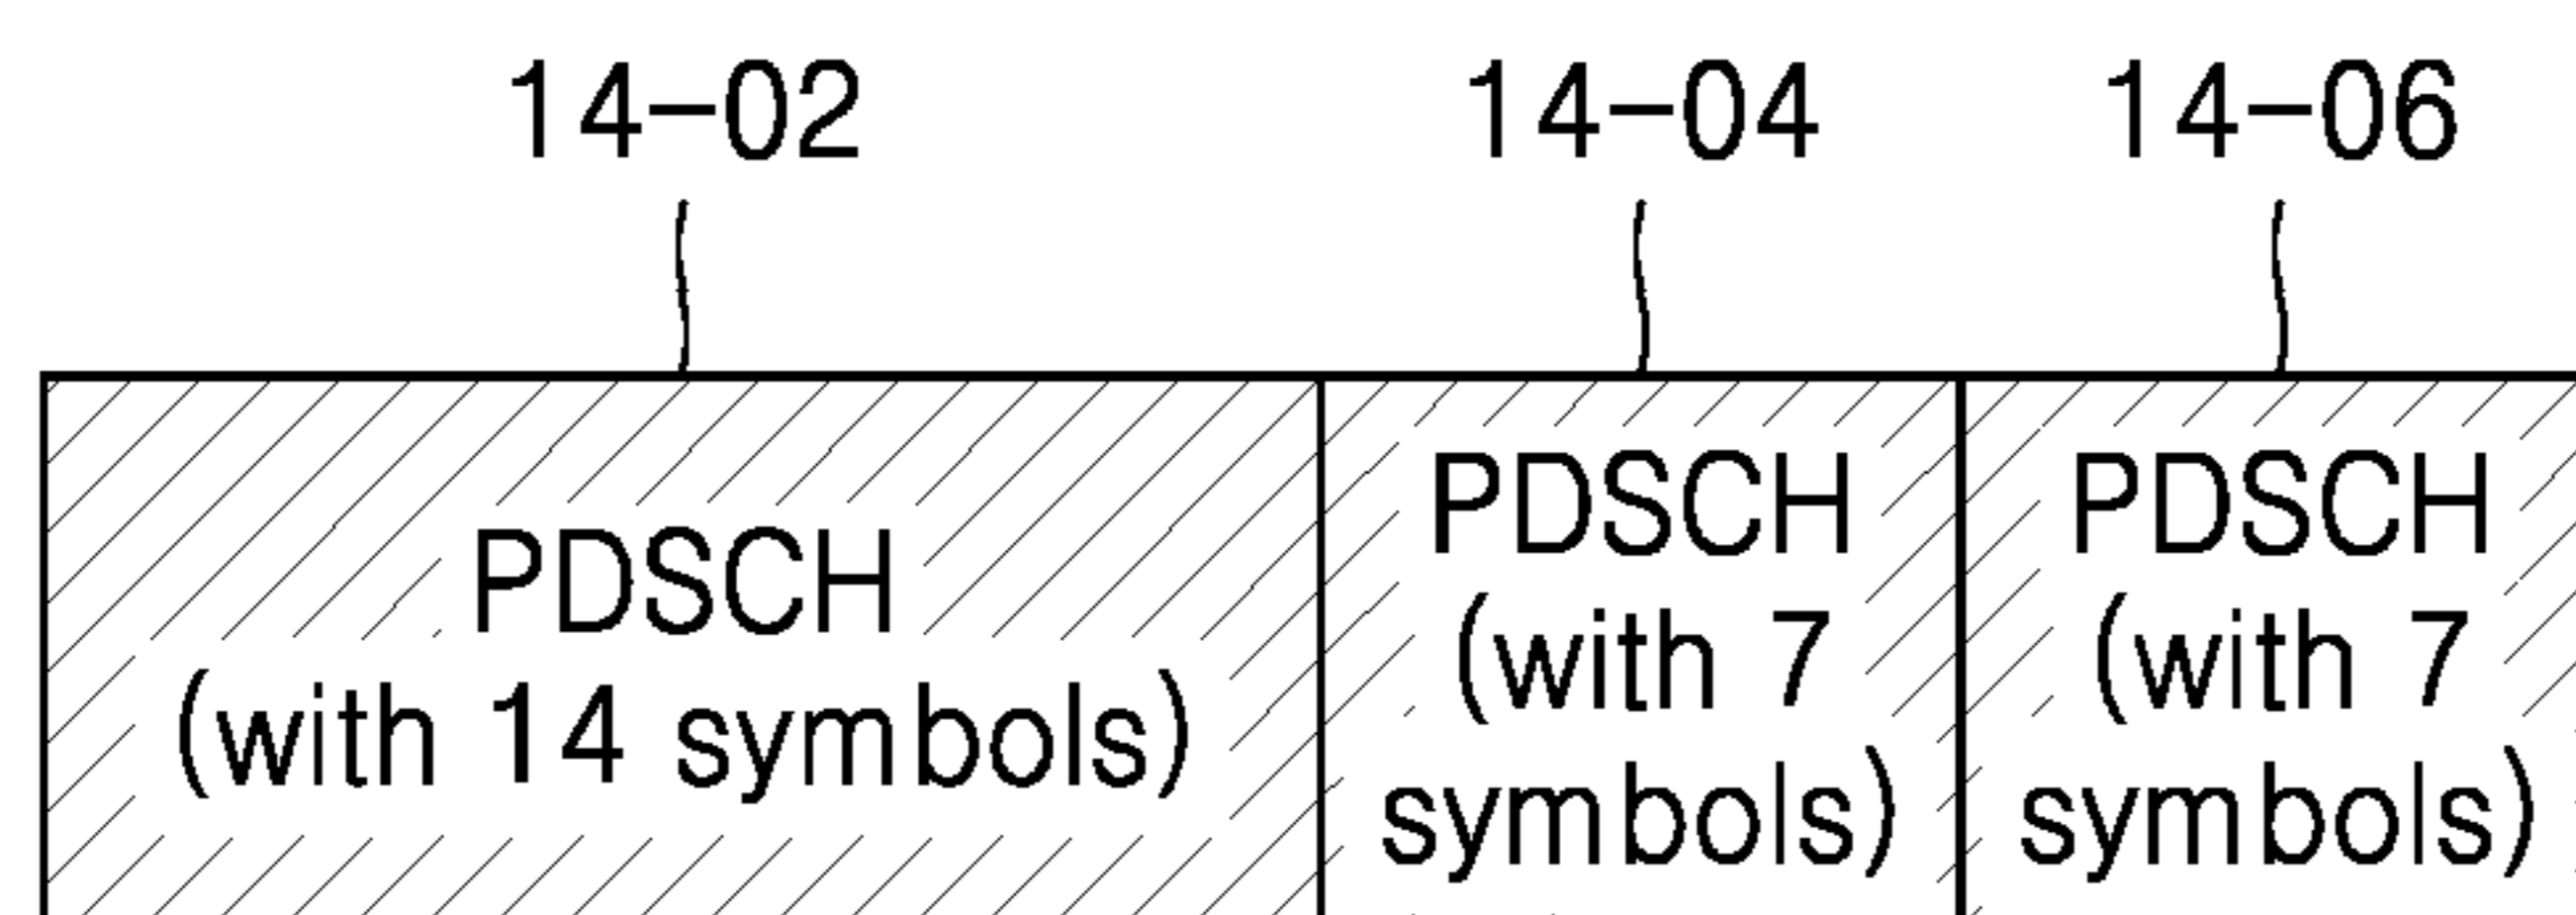 14-02 14-04 14-06
PDSCH
(with 14 symbols)
PDSCH
(with 7
symbols)
PDSCH
(with 7
symbols)